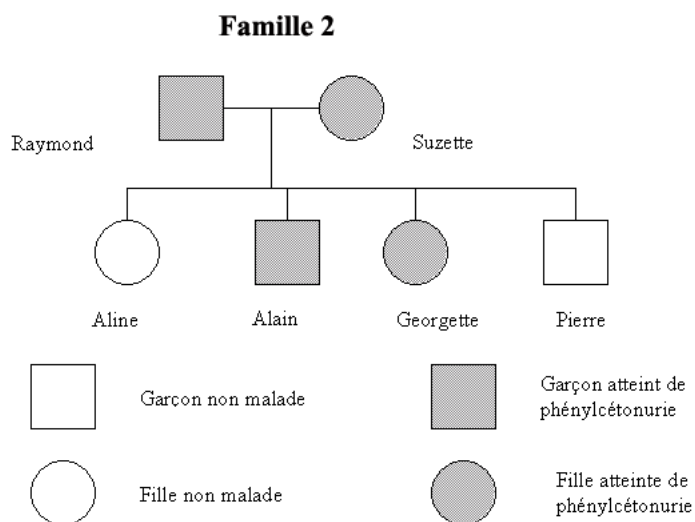 Famille 2
Raymond
Suzette
Aline
Alain
Georgette
Pierre
Garçon non malade
Garçon atteint de
phénylcétonurie
Fille non malade
Fille atteinte de
phénylcétonurie